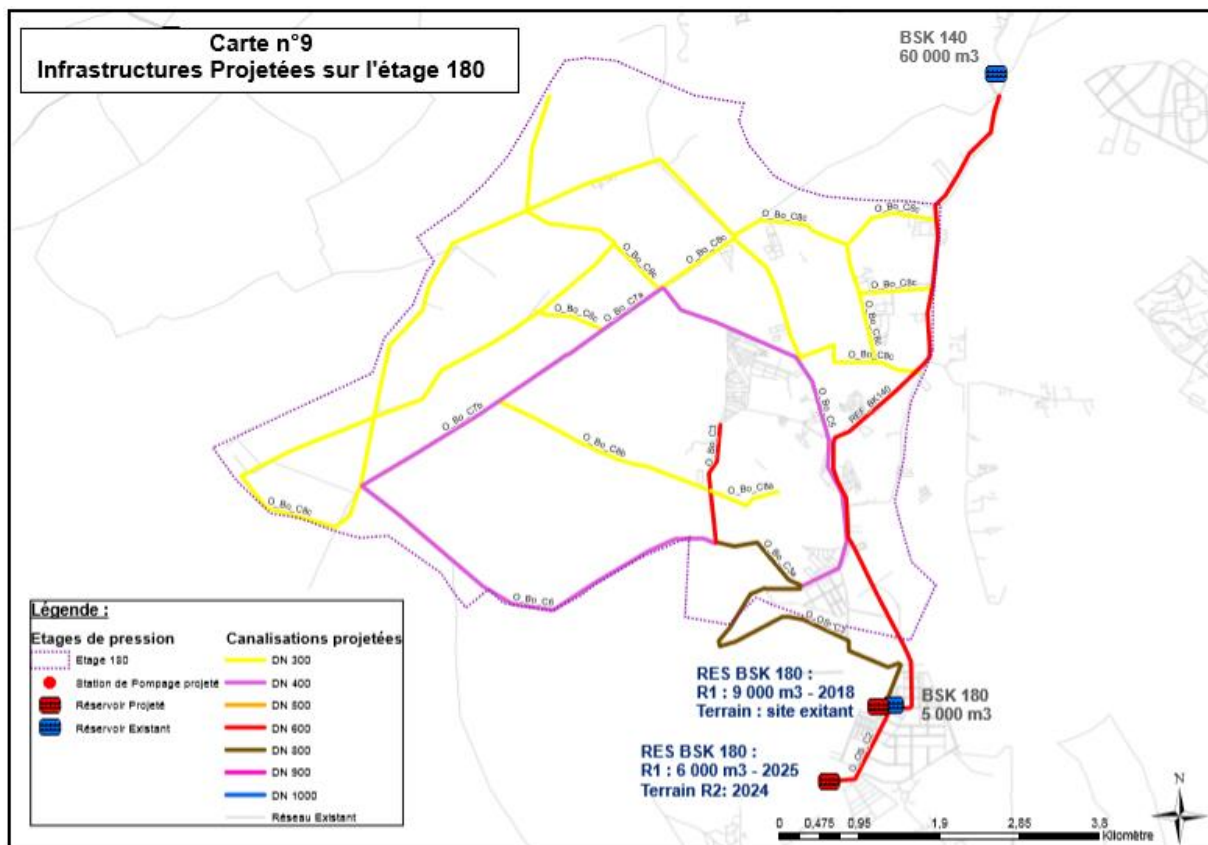 Carte n°9
Infrastructures Projetées sur l'étage 180
BSK 140
60 000 m3
O_Bo_C8c
O_Bo_C8c
O_Bo_C8c
O_Bo_C8c
O_Bo_C7a
O_Bo_C8c
O_Bo_C8c
O_Bo_C8c
O_Bo_C8c
REF_BK140
O_Bo_C5
O_Bo_C7b
O_Bo_C8b
O_Bo_C8b
O_Bo_C8c
O_Bo_C3a
O_Bo_C6
RES BSK 180 :
R1 : 9 000 m3 - 2018
Terrain : site exitant
BSK 180
5 000 m3
RES BSK 180 :
R1 : 6 000 m3 - 2025
Terrain R2: 2024
Légende :
Etages de pression
Etage 180
Station de Pompage projeté
Réservoir Projeté
Réservoir Existant
Canalisations projetées
DN 300
DN 400
DN 500
DN 600
DN 800
DN 900
DN 1000
Réseau Existant
N
0 0,475 0,95 1,9 2,85 3,8
Kilomètre